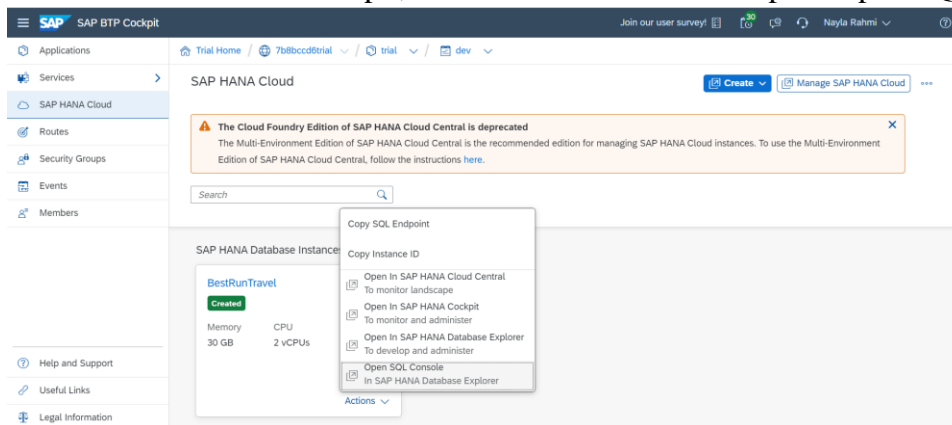 SAP SAP BTP Cockpit
Join our user survey! 30 Nayla Rahmi
Applications
Services
SAP HANA Cloud
Routes
Security Groups
Events
Members
Help and Support
Useful Links
Legal Information
Trial Home / 7b8bccd6trial / trial / dev
SAP HANA Cloud
Create Manage SAP HANA Cloud
The Cloud Foundry Edition of SAP HANA Cloud Central is deprecated
The Multi-Environment Edition of SAP HANA Cloud Central is the recommended edition for managing SAP HANA Cloud instances. To use the Multi-Environment
Edition of SAP HANA Cloud Central, follow the instructions here.
Search
SAP HANA Database Instances
BestRunTravel
Created
Memory CPU
30 GB 2 vCPUs
Actions
Copy SQL Endpoint
Copy Instance ID
Open In SAP HANA Cloud Central
To monitor landscape
Open In SAP HANA Cockpit
To monitor and administer
Open In SAP HANA Database Explorer
To develop and administer
Open SQL Console
In SAP HANA Database Explorer